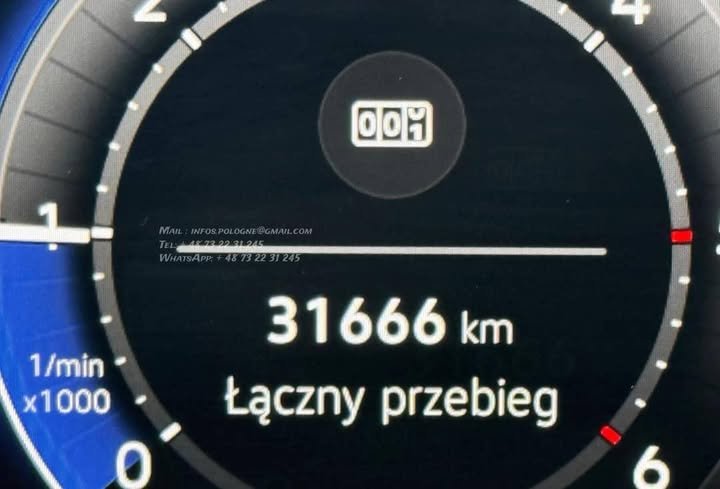 2
4
001
1
Mail : infos.pologne@gmail.com
Tel: + 48 73 22 31 245
WhatsApp: + 48 73 22 31 245
31666 km
1/min
x1000
Łączny przebieg
0
6